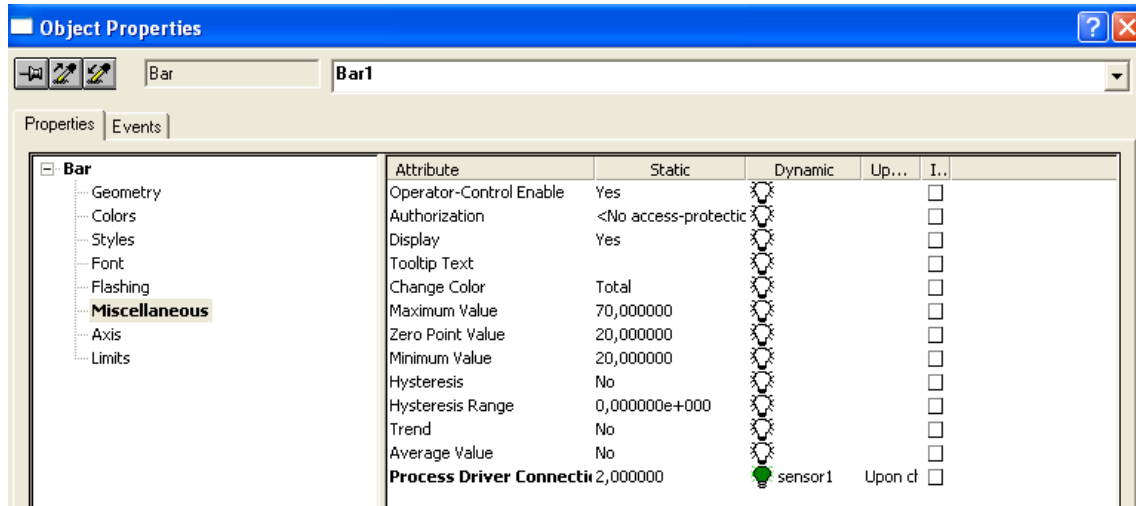 Object Properties
Bar Bar1
Properties Events
Bar
Geometry
Colors
Styles
Font
Flashing
Miscellaneous
Axis
Limits
Attribute Static Dynamic Up... I..
Operator-Control Enable Yes
Authorization <No access-protectic
Display Yes
Tooltip Text
Change Color Total
Maximum Value 70,000000
Zero Point Value 20,000000
Minimum Value 20,000000
Hysteresis No
Hysteresis Range 0,000000e+000
Trend No
Average Value No
Process Driver Connecti 2,000000 sensor1 Upon ch